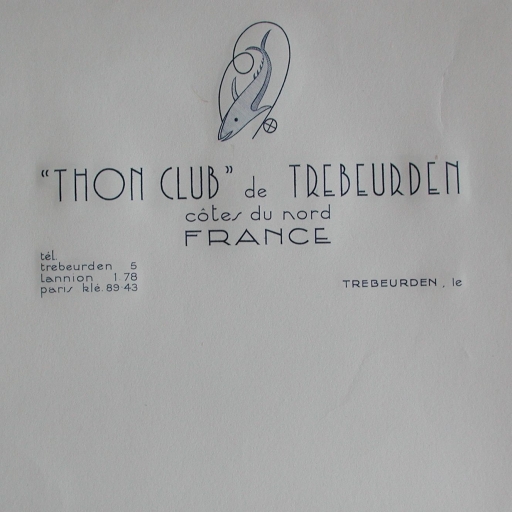 "THON CLUB" de TREBEURDEN
côtes du nord
FRANCE
tél.
trebeurden 5
lannion 1 78
paris klé. 89 43
TREBEURDEN, le